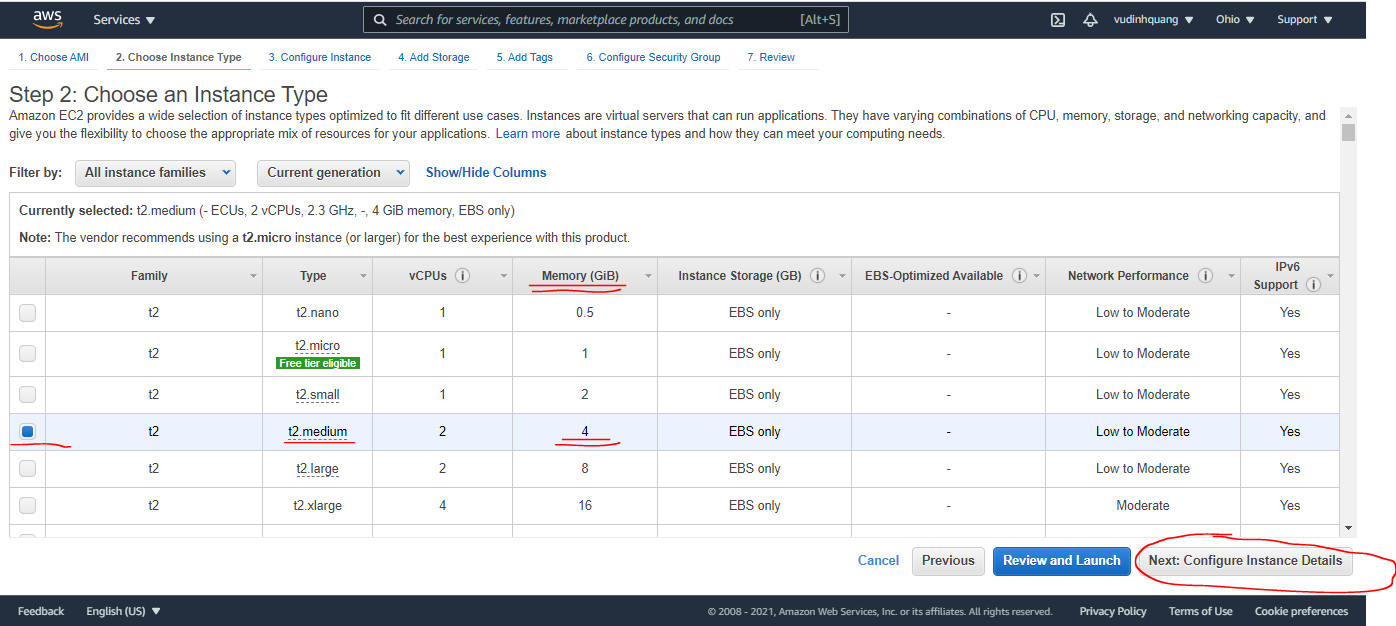 aws Services Search for services, features, marketplace products, and docs [Alt+S] vudinhquang Ohio Support
1. Choose AMI 2. Choose Instance Type 3. Configure Instance 4. Add Storage 5. Add Tags 6. Configure Security Group 7. Review
Step 2: Choose an Instance Type
Amazon EC2 provides a wide selection of instance types optimized to fit different use cases. Instances are virtual servers that can run applications. They have varying combinations of CPU, memory, storage, and networking capacity, and
give you the flexibility to choose the appropriate mix of resources for your applications. Learn more about instance types and how they can meet your computing needs.
Filter by: All instance families Current generation Show/Hide Columns
Currently selected: t2.medium (- ECUs, 2 vCPUs, 2.3 GHz, -, 4 GiB memory, EBS only)
Note: The vendor recommends using a t2.micro instance (or larger) for the best experience with this product.
Family Type vCPUs Memory (GiB) Instance Storage (GB) EBS-Optimized Available Network Performance IPv6 Support
t2 t2.nano 1 0.5 EBS only - Low to Moderate Yes
t2 t2.micro Free tier eligible 1 1 EBS only - Low to Moderate Yes
t2 t2.small 1 2 EBS only - Low to Moderate Yes
t2 t2.medium 2 4 EBS only - Low to Moderate Yes
t2 t2.large 2 8 EBS only - Low to Moderate Yes
t2 t2.xlarge 4 16 EBS only - Moderate Yes
Cancel Previous Review and Launch Next: Configure Instance Details
Feedback English (US) © 2008 - 2021, Amazon Web Services, Inc. or its affiliates. All rights reserved. Privacy Policy Terms of Use Cookie preferences